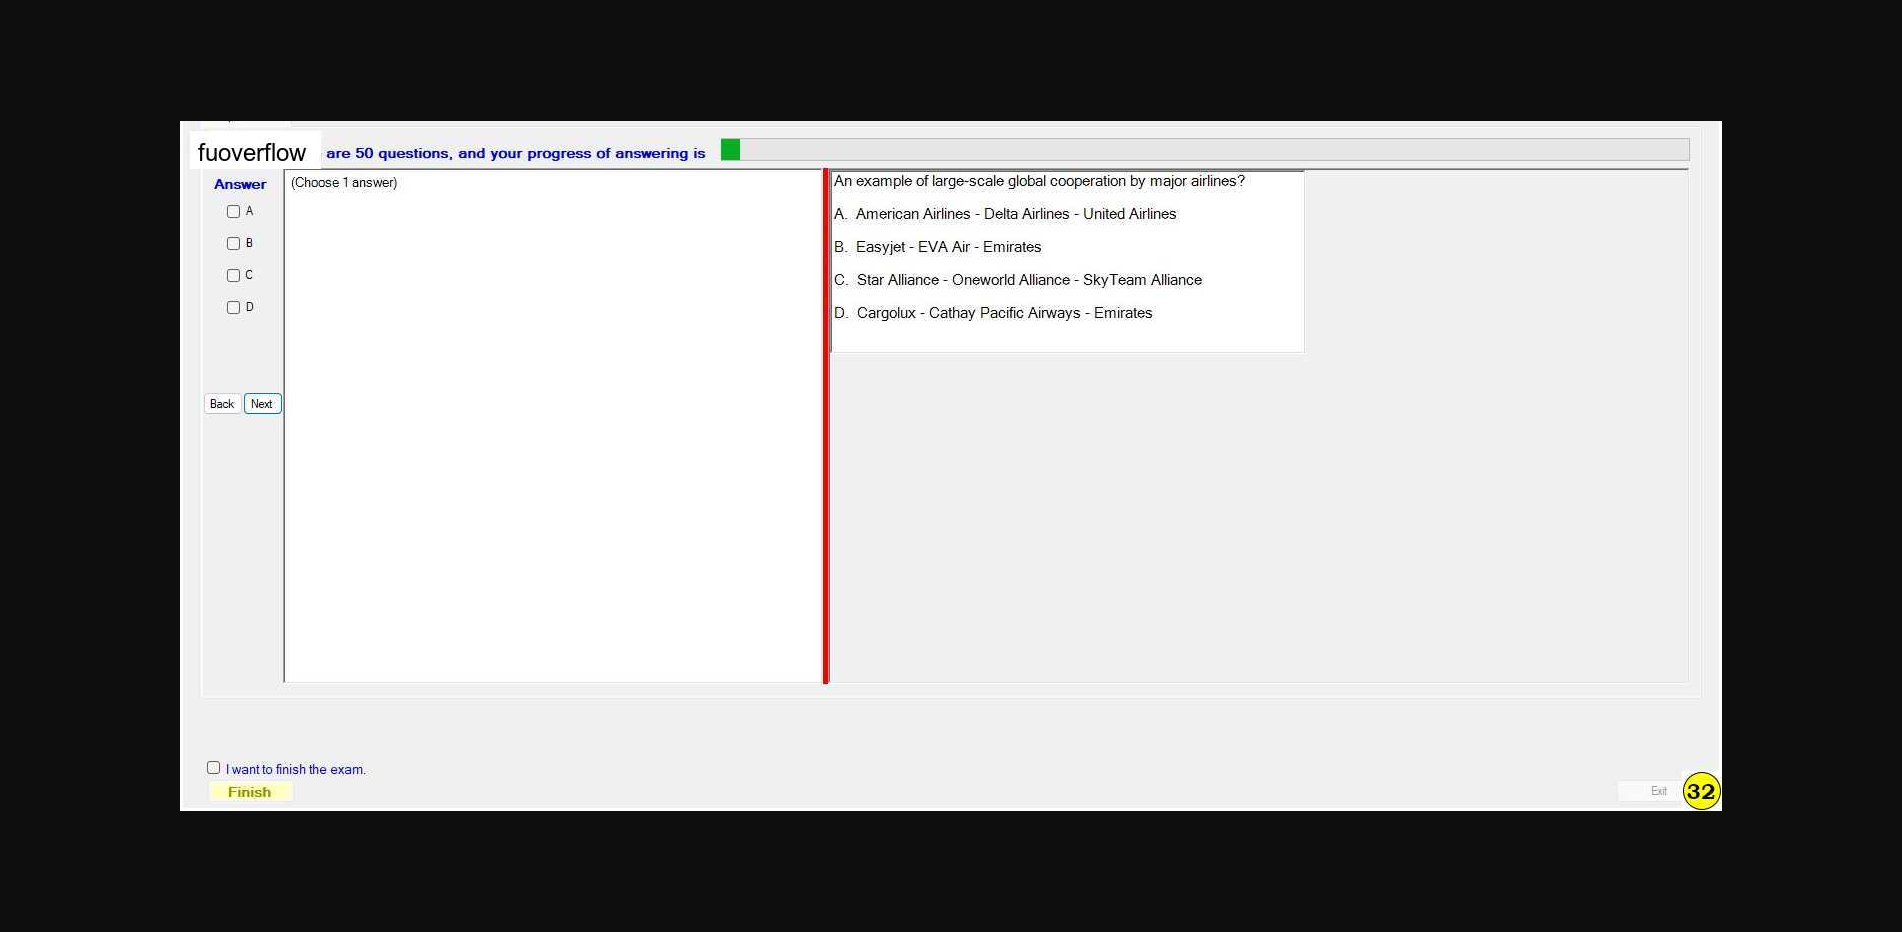 fuoverflow are 50 questions, and your progress of answering is
Answer
A
B
C
D
Back Next
(Choose 1 answer)
An example of large-scale global cooperation by major airlines?
A. American Airlines - Delta Airlines - United Airlines
B. Easyjet - EVA Air - Emirates
C. Star Alliance - Oneworld Alliance - SkyTeam Alliance
D. Cargolux - Cathay Pacific Airways - Emirates
I want to finish the exam.
Finish
Exit
32